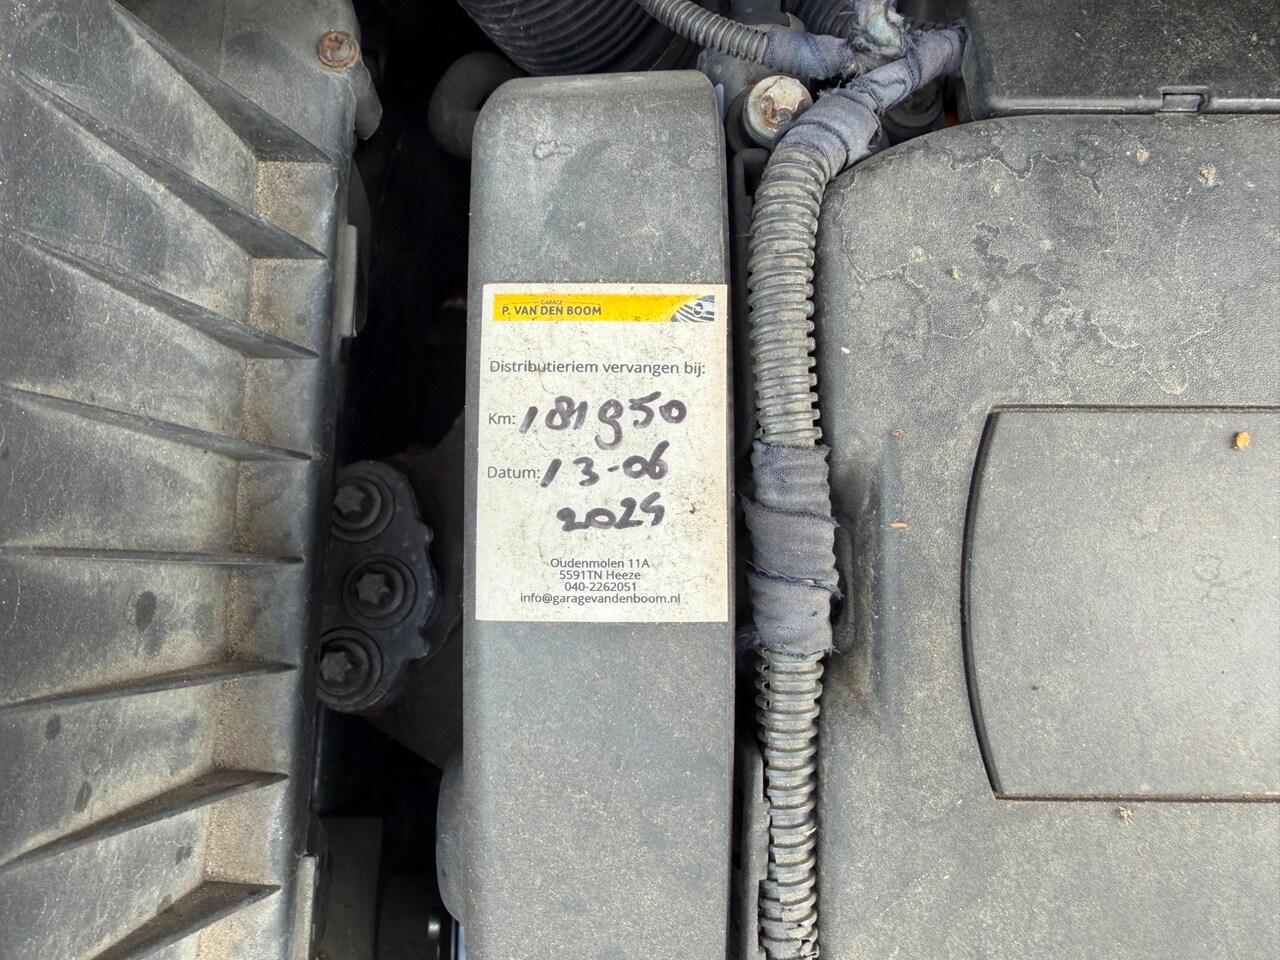 GARAGE
P. VAN DEN BOOM
Distributieriem vervangen bij:
Km: 181950
Datum: 13-06
2024
Oudenmolen 11A
5591TN Heeze
040-2262051
info@garagevandenboom.nl